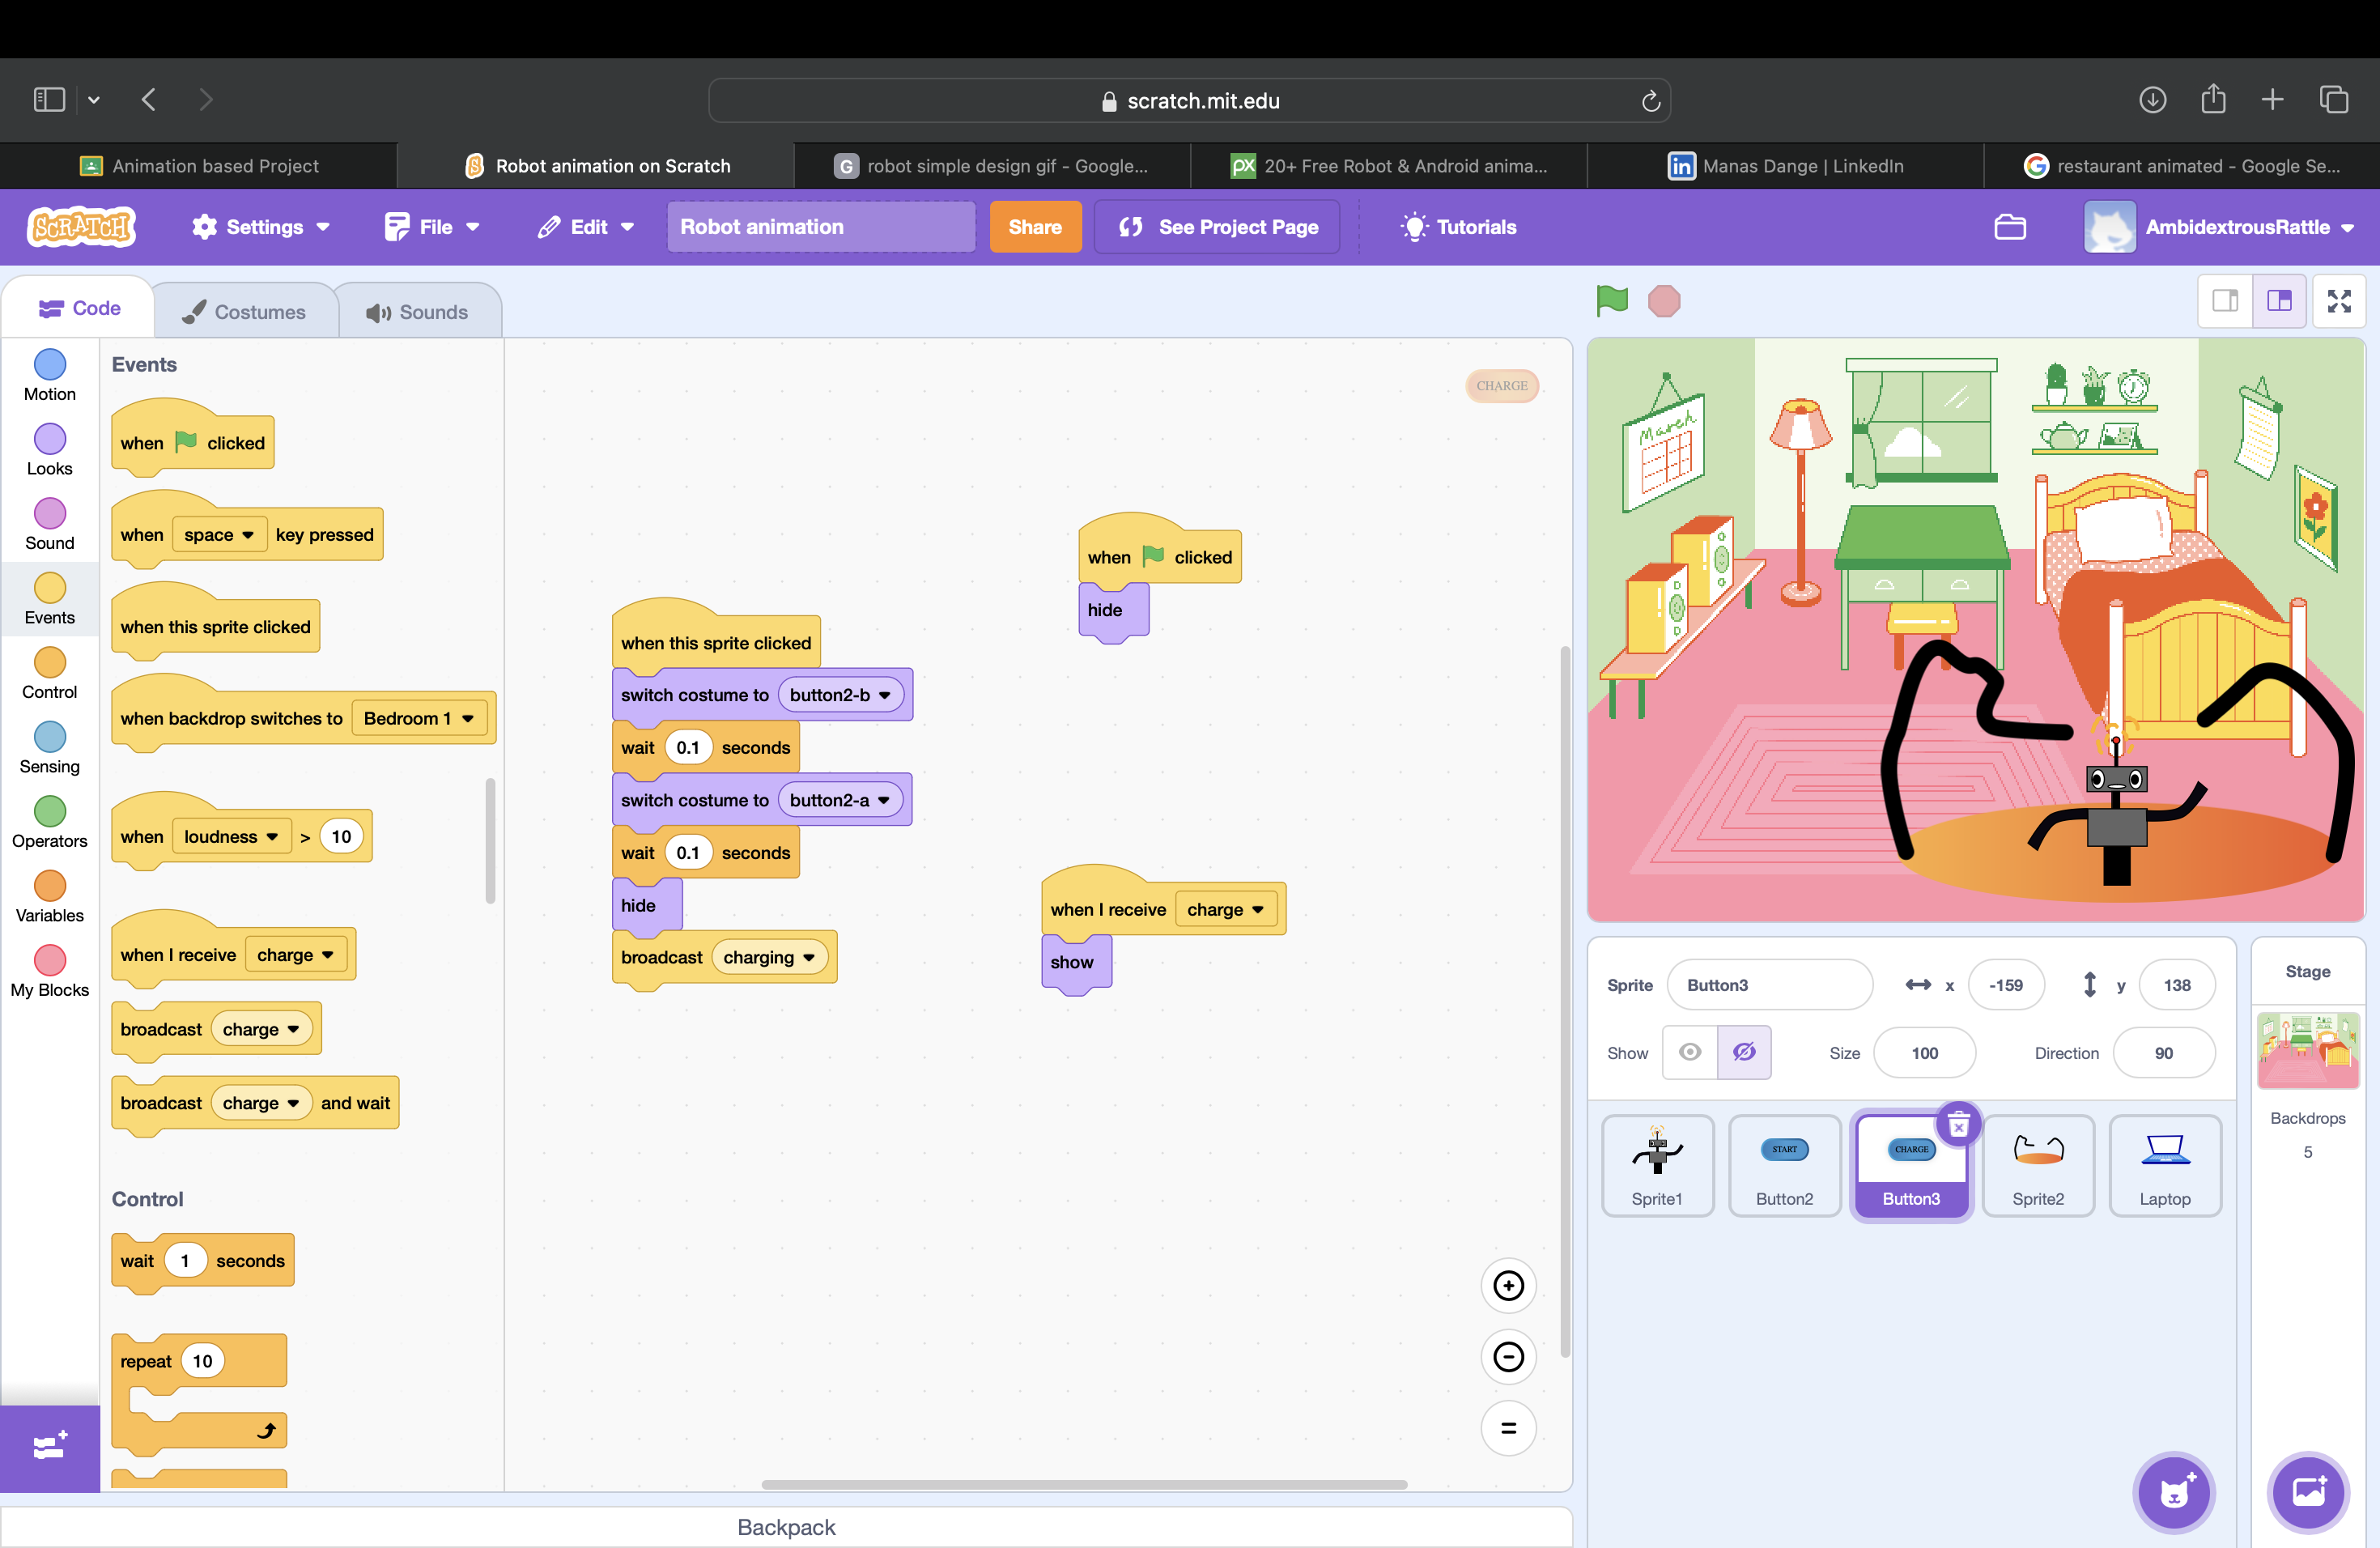 scratch.mit.edu
Animation based Project
Robot animation on Scratch
G robot simple design gif - Google...
px 20+ Free Robot & Android anima...
in Manas Dange | LinkedIn
G restaurant animated - Google Se...
SCRATCH
Settings
File
Edit
Robot animation
Share
See Project Page
Tutorials
AmbidextrousRattle
Code
Costumes
Sounds
Motion
Looks
Sound
Events
Control
Sensing
Operators
Variables
My Blocks
Events
when clicked
when space key pressed
when this sprite clicked
when backdrop switches to Bedroom 1
when loudness > 10
when I receive charge
broadcast charge
broadcast charge and wait
Control
wait 1 seconds
repeat 10
CHARGE
when clicked
hide
when this sprite clicked
switch costume to button2-b
wait 0.1 seconds
switch costume to button2-a
wait 0.1 seconds
hide
broadcast charging
when I receive charge
show
=
Backpack
March
Sprite Button3 x -159 y 138
Show Size 100 Direction 90
Sprite1
START
Button2
CHARGE
Button3
Sprite2
Laptop
Stage
Backdrops
5